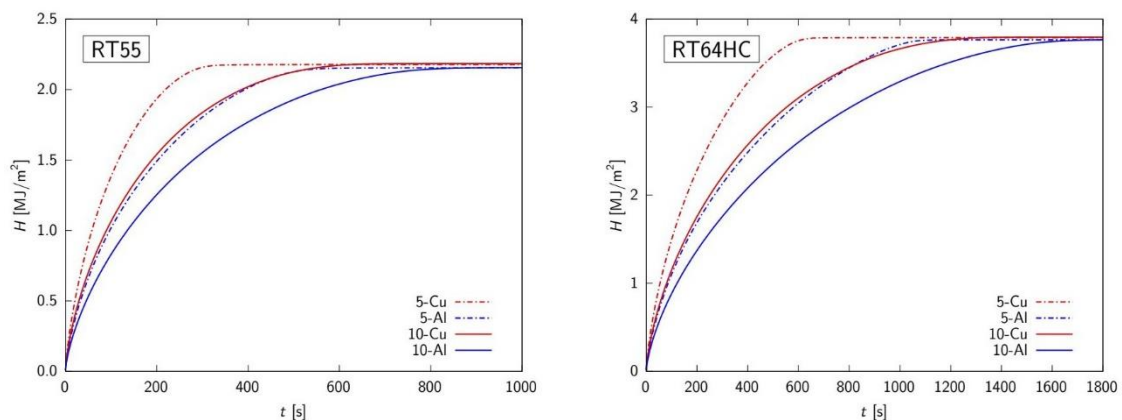 RT55
H [MJ/m²]
2.5
2.0
1.5
1.0
0.5
0.0
5-Cu
5-Al
10-Cu
10-Al
0 200 400 600 800 1000
t [s]
RT64HC
H [MJ/m²]
4
3
2
1
0
5-Cu
5-Al
10-Cu
10-Al
0 200 400 600 800 1000 1200 1400 1600 1800
t [s]